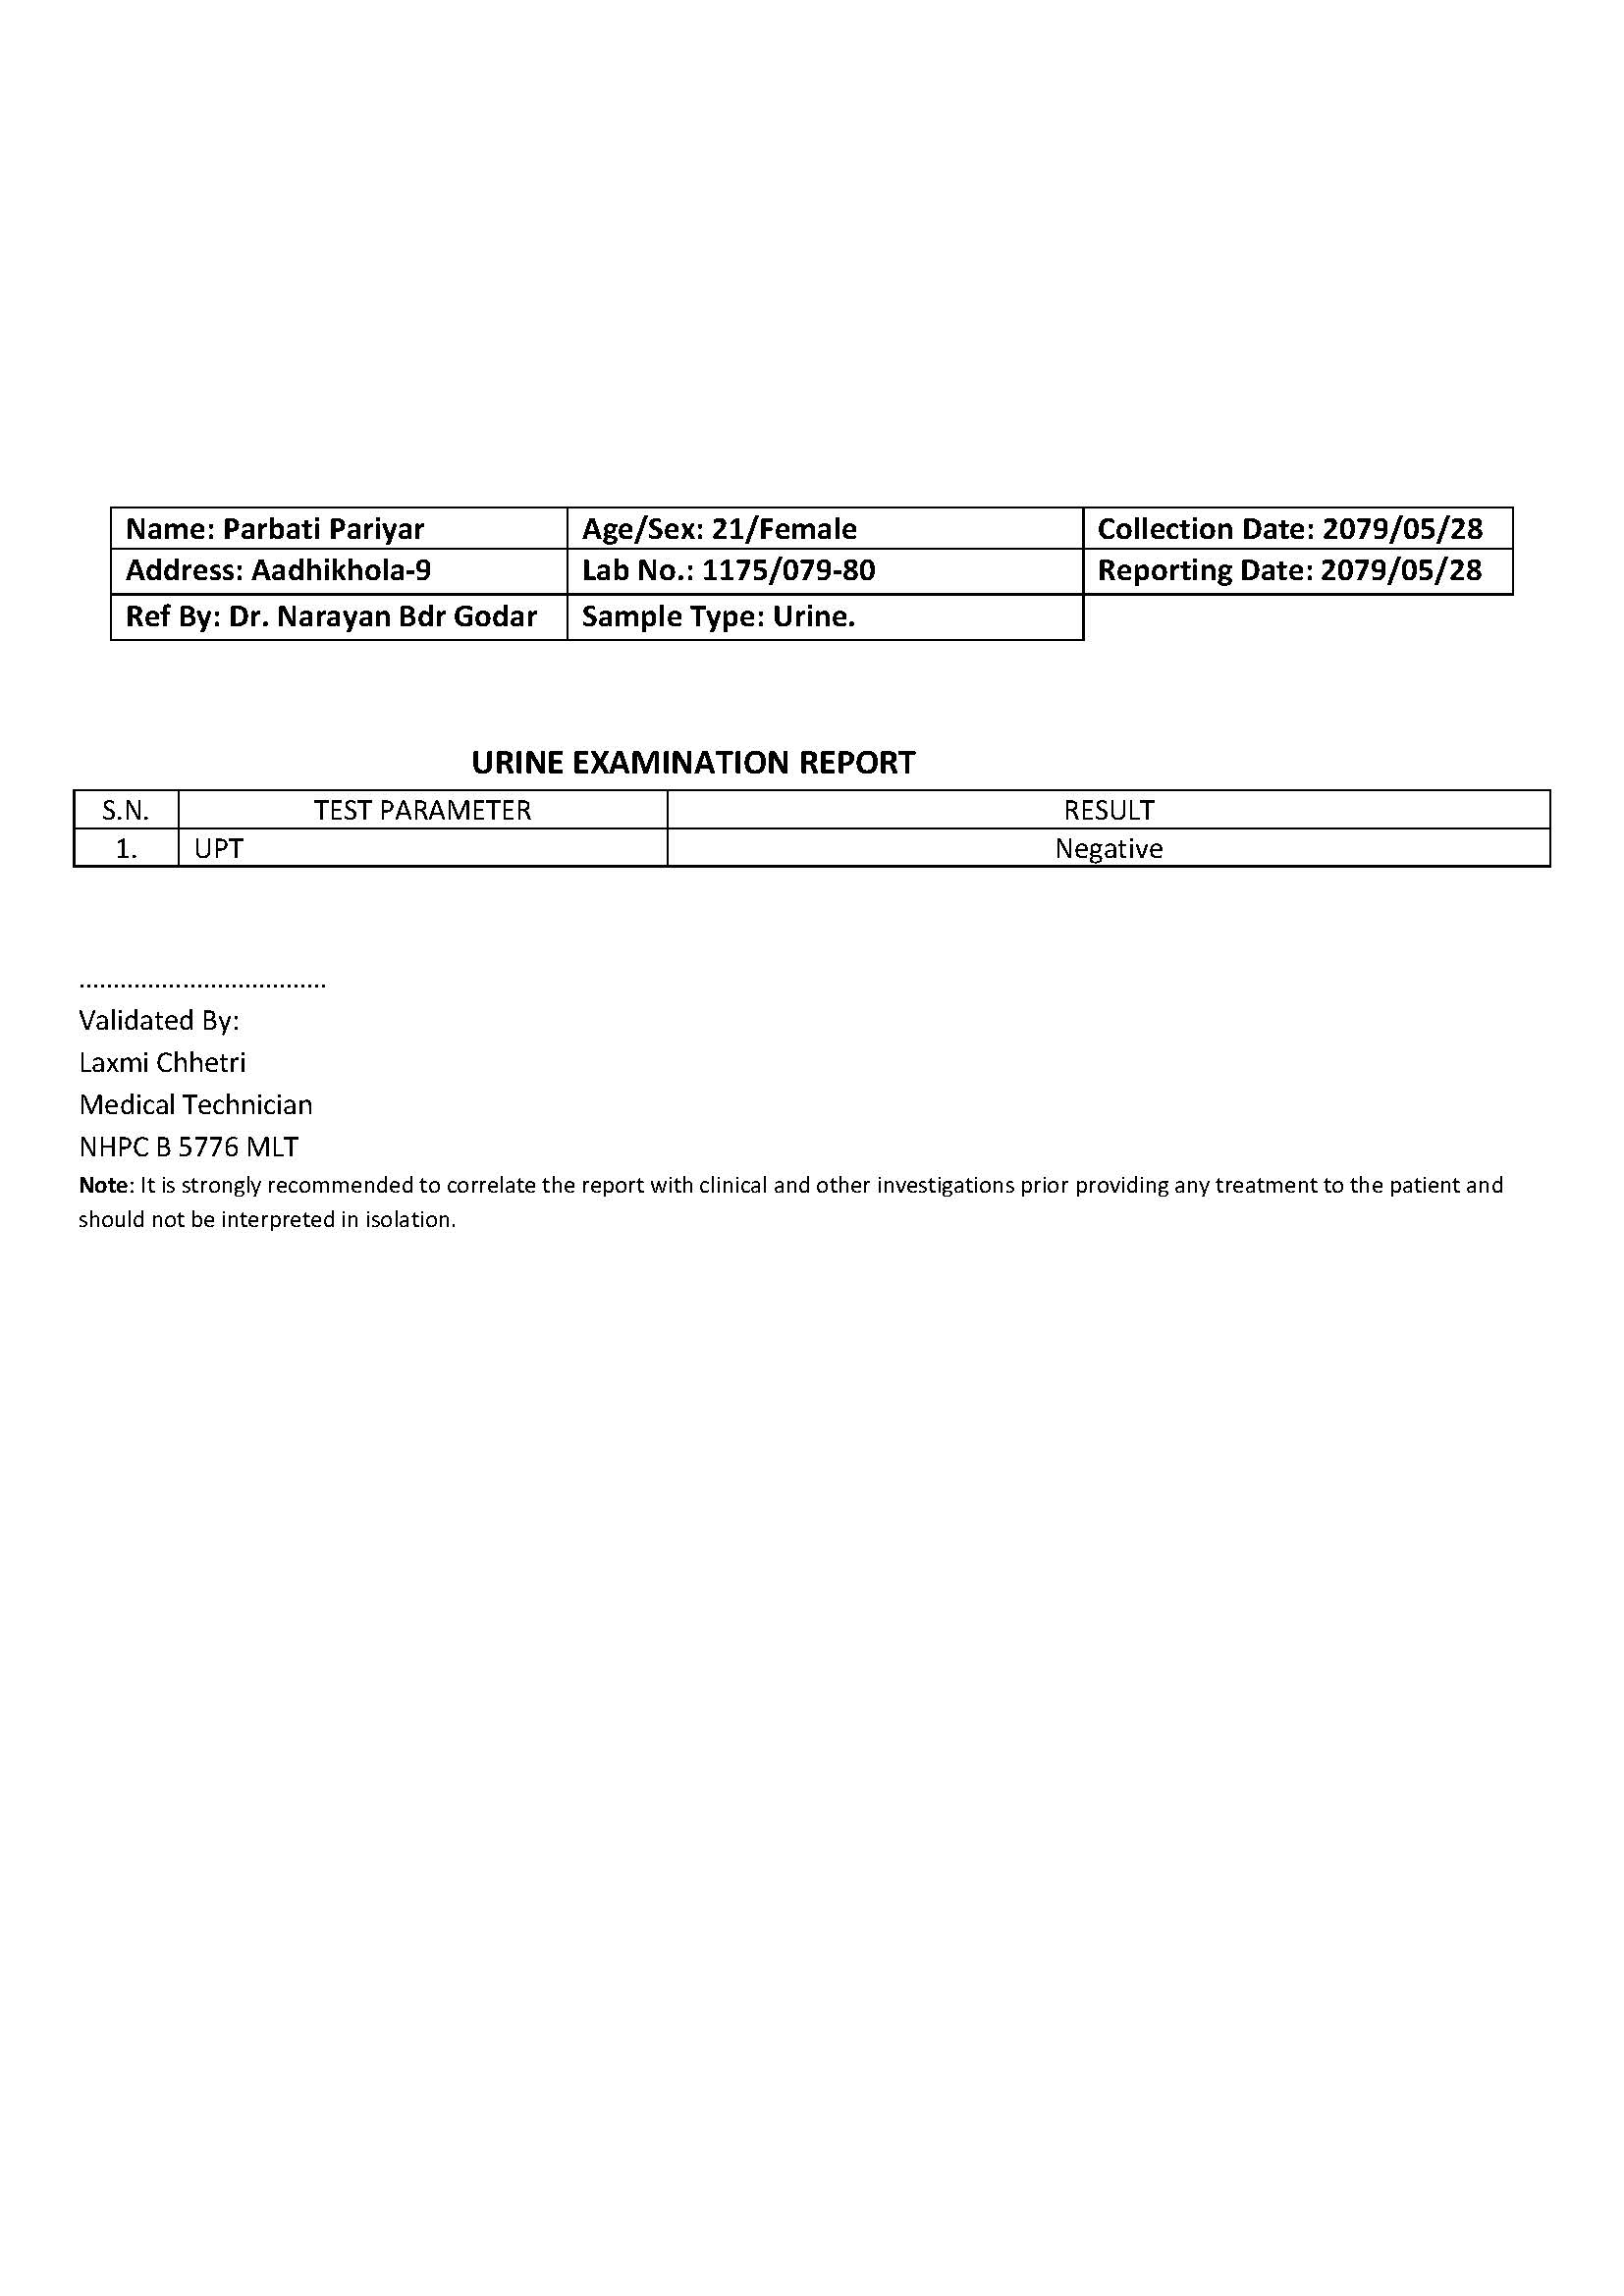 Name: Parbati Pariyar Age/Sex: 21/Female Collection Date: 2079/05/28
Address: Aadhikhola-9 Lab No.: 1175/079-80 Reporting Date: 2079/05/28
Ref By: Dr. Narayan Bdr Godar Sample Type: Urine.
URINE EXAMINATION REPORT
S.N. TEST PARAMETER RESULT
1. UPT Negative
....................................
Validated By:
Laxmi Chhetri
Medical Technician
NHPC B 5776 MLT
Note: It is strongly recommended to correlate the report with clinical and other investigations prior providing any treatment to the patient and
should not be interpreted in isolation.